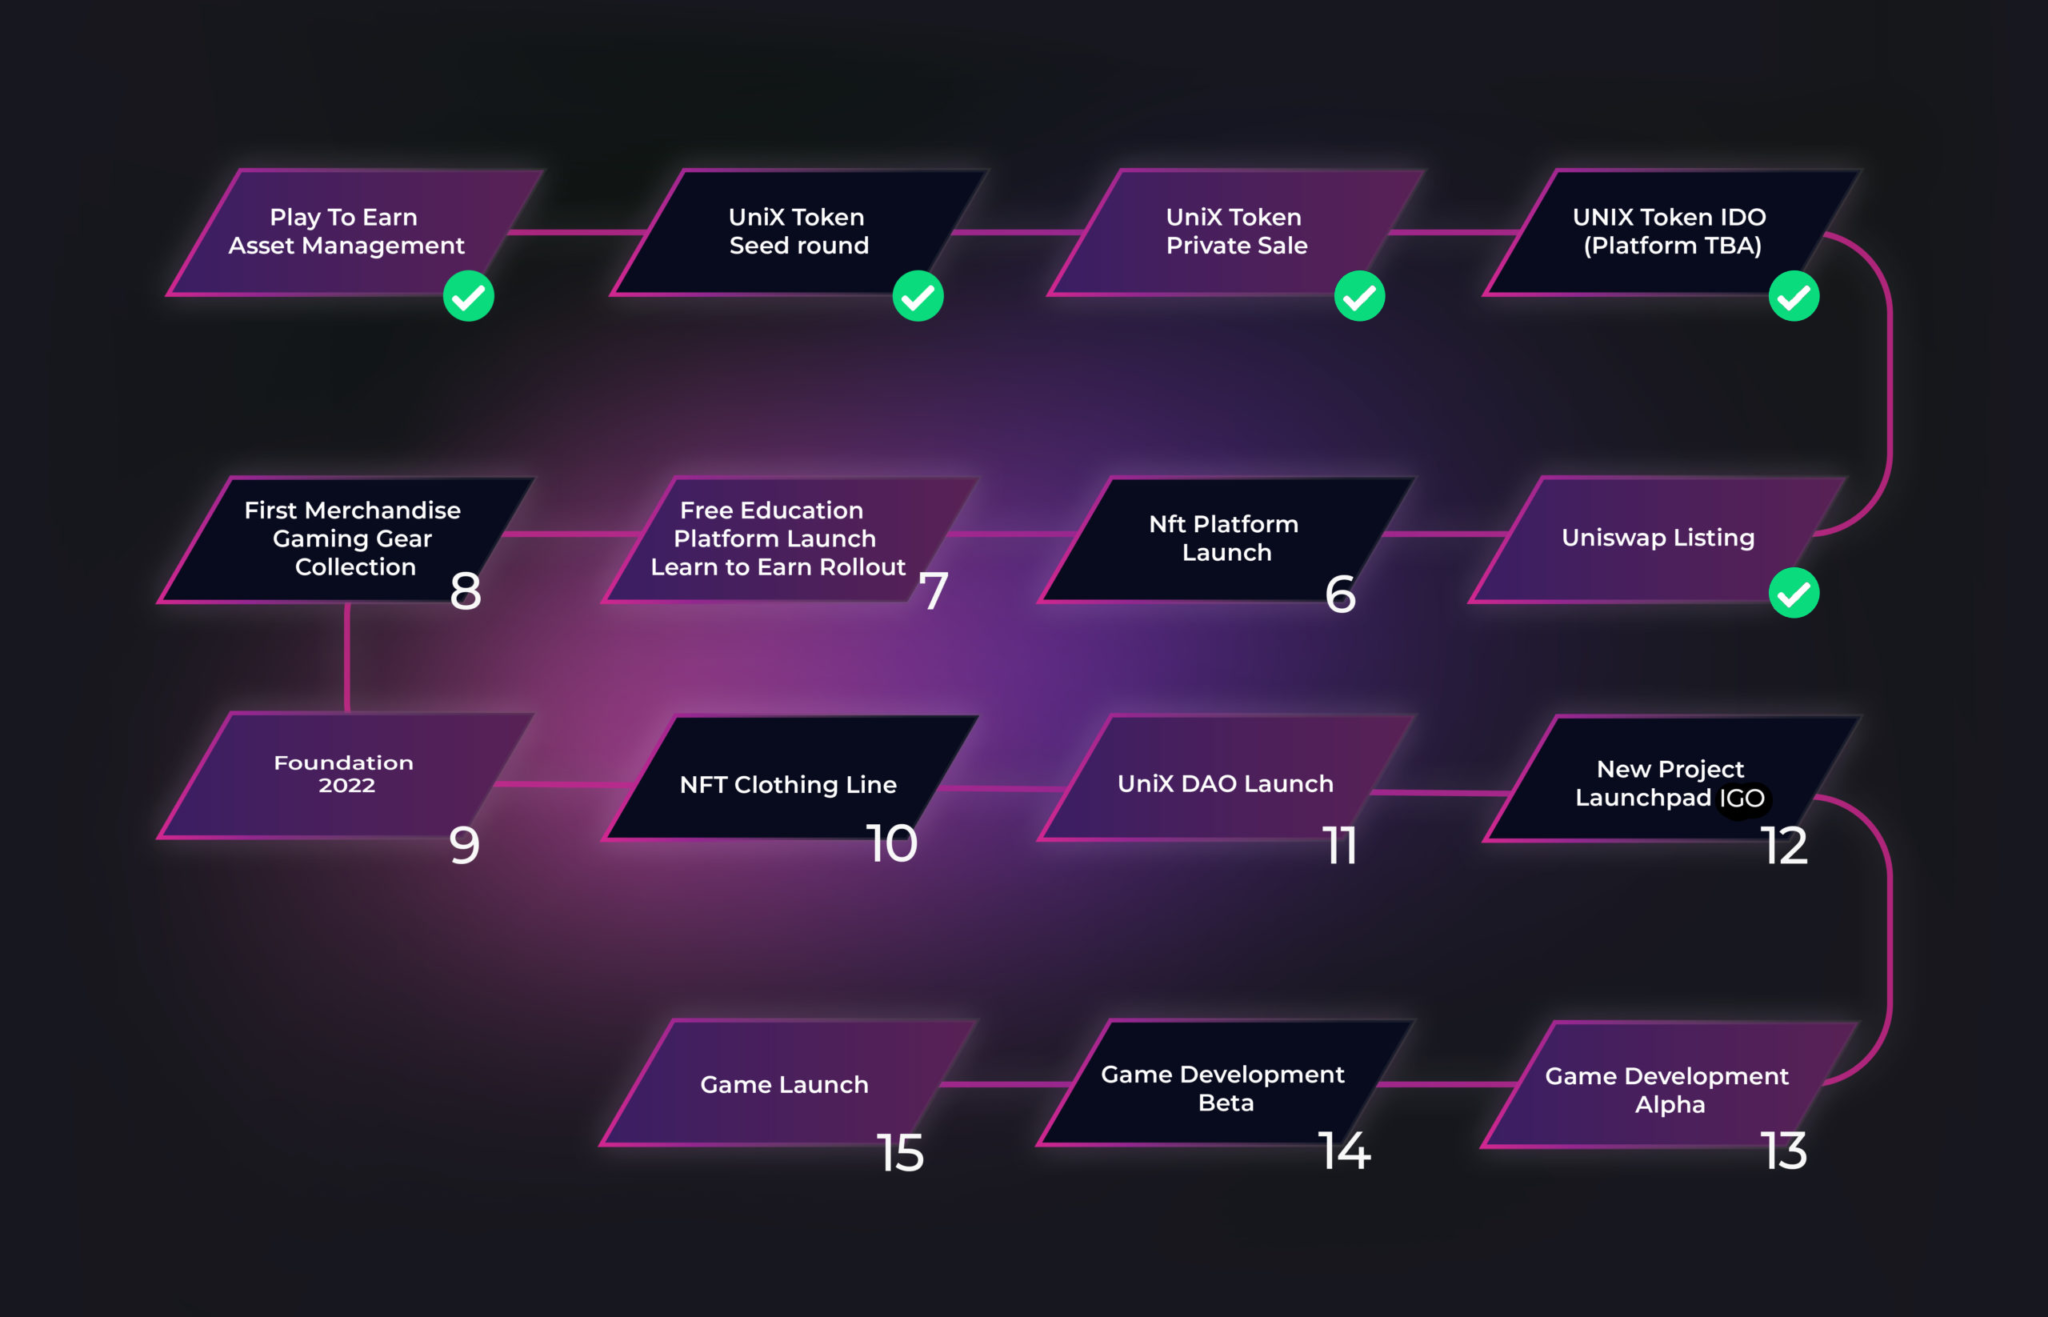 Play To Earn
Asset Management
UniX Token
Seed round
UniX Token
Private Sale
UNIX Token IDO
(Platform TBA)
First Merchandise
Gaming Gear
Collection
8
Free Education
Platform Launch
Learn to Earn Rollout
7
Nft Platform
Launch
6
Uniswap Listing
Foundation
2022
9
NFT Clothing Line
10
UniX DAO Launch
11
New Project
Launchpad IGO
12
Game Launch
15
Game Development
Beta
14
Game Development
Alpha
13